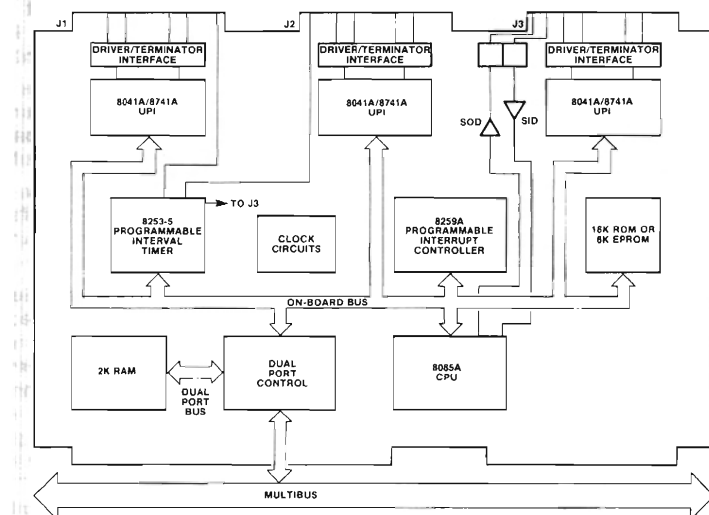 J1
J2
J3
DRIVER/TERMINATOR
INTERFACE
DRIVER/TERMINATOR
INTERFACE
DRIVER/TERMINATOR
INTERFACE
8041A/8741A
UPI
8041A/8741A
UPI
SOD
SID
8041A/8741A
UPI
TO J3
8253-5
PROGRAMMABLE
INTERVAL
TIMER
CLOCK
CIRCUITS
8259A
PROGRAMMABLE
INTERRUPT
CONTROLLER
16K ROM OR
8K EPROM
ON-BOARD BUS
2K RAM
DUAL
PORT
BUS
DUAL
PORT
CONTROL
8085A
CPU
MULTIBUS